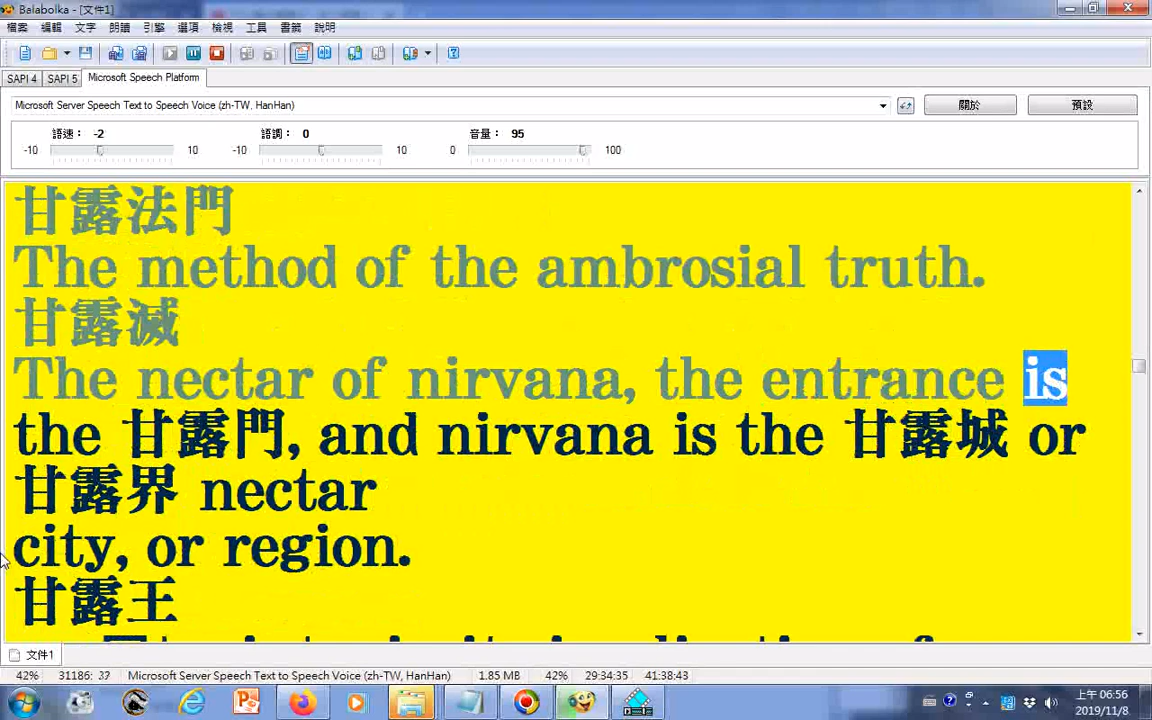 Balabolka - [文件1]
檔案 編輯 文字 朗讀 引擎 選項 檢視 工具 書籤 說明
SAPI 4 SAPI 5 Microsoft Speech Platform
Microsoft Server Speech Text to Speech Voice (zh-TW, HanHan) 關於 預設
語速： -2 語調： 0 音量： 95
-10 10 -10 10 0 100
甘露法門
The method of the ambrosial truth.
甘露滅
The nectar of nirvana, the entrance is
the 甘露門, and nirvana is the 甘露城 or
甘露界 nectar
city, or region.
甘露王
文件1
42% 31186: 37 Microsoft Server Speech Text to Speech Voice (zh-TW, HanHan) 1.85 MB 42% 29:34:35 41:38:43
上午 06:56
2019/11/8